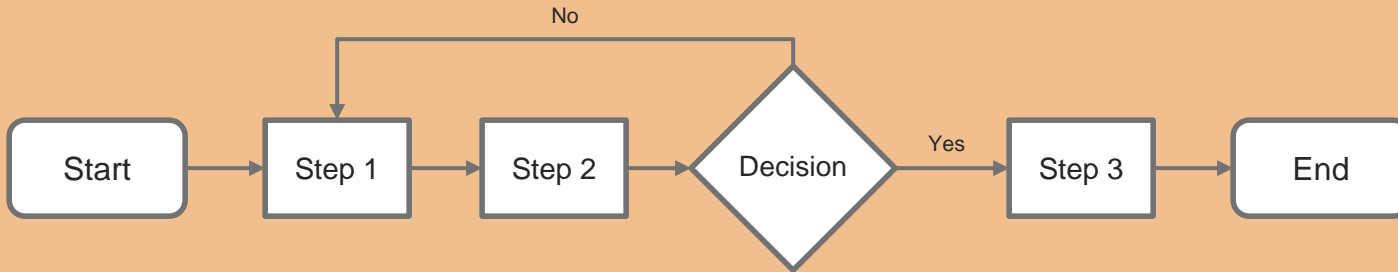 No
Start
Step 1
Step 2
Decision
Yes
Step 3
End